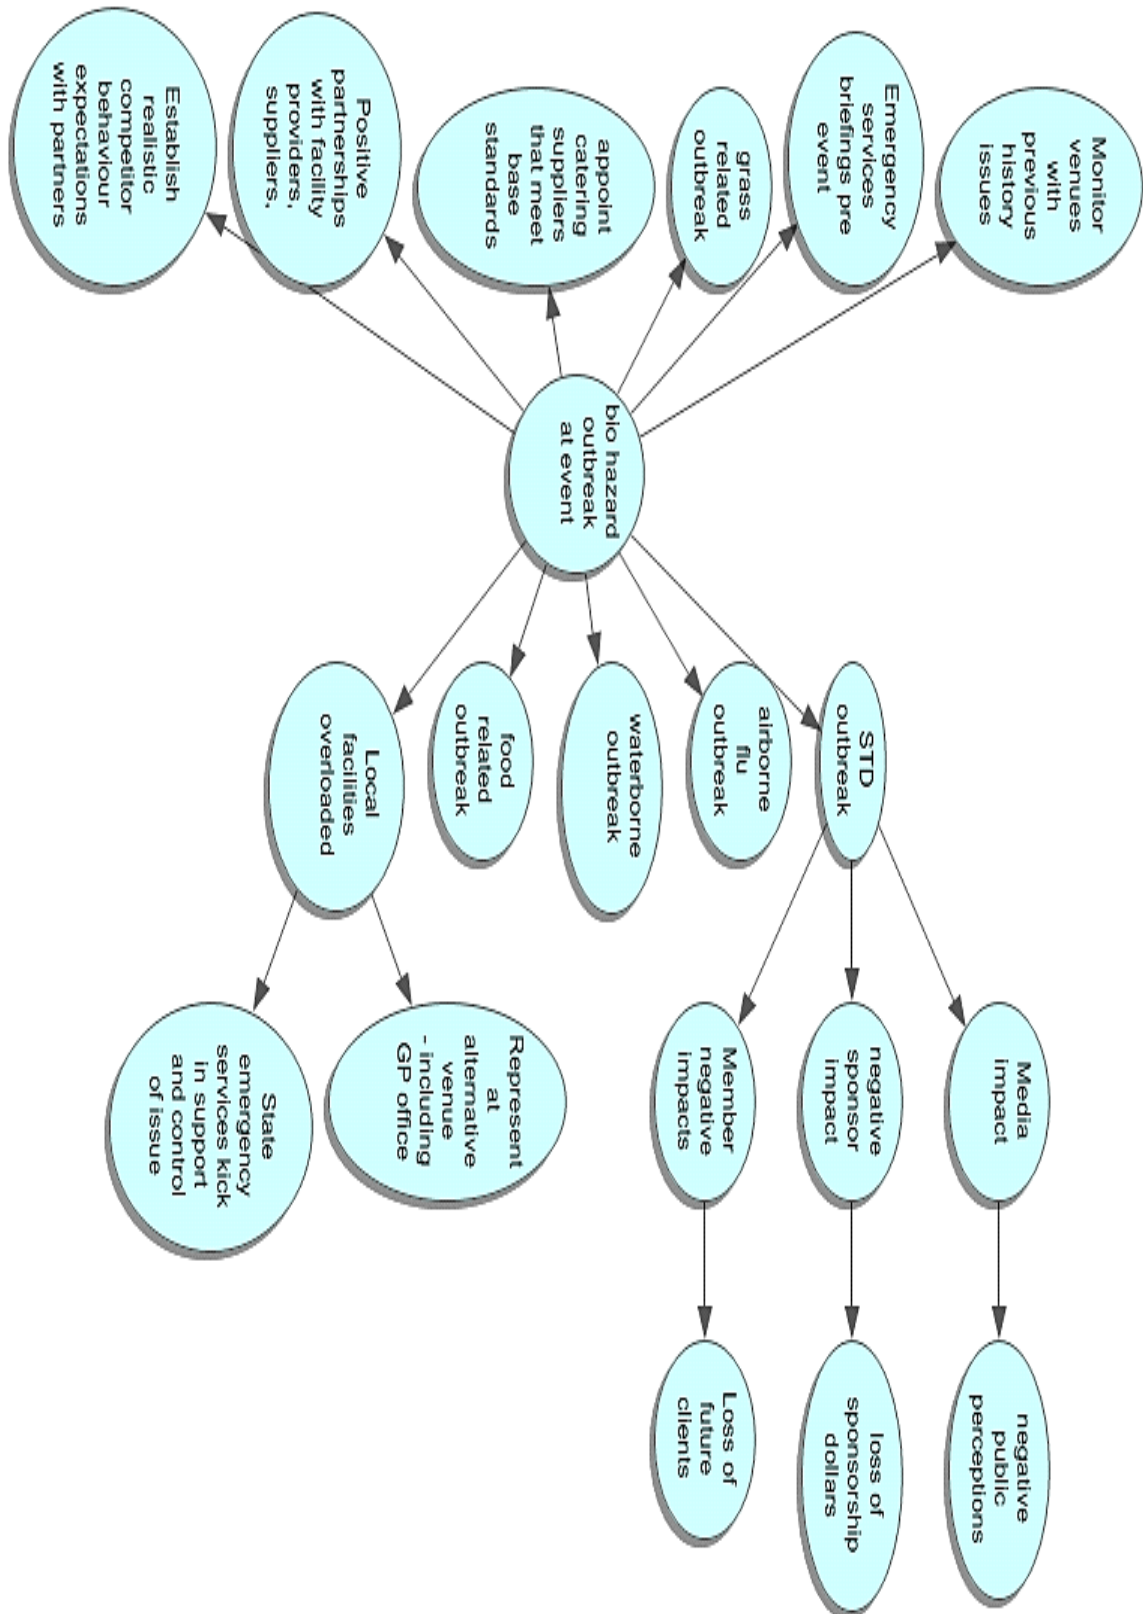 Monitor
venues
with
previous
history
issues
Emergency
services
briefings pre
event
grass
related
outbreak
appoint
catering
suppliers
that meet
base
standards
Positive
partnerships
with facility
providers,
suppliers,
Establish
realistic
competitor
behaviour
expectations
with partners
bio hazard
outbreak
at event
STD
outbreak
airborne
flu
outbreak
waterborne
outbreak
food
related
outbreak
Local
facilities
overloaded
Media
impact
negative
sponsor
impact
Member
negative
impacts
Represent
at
alternative
venue
- including
GP office
State
emergency
services kick
in support
and control
of issue
negative
public
perceptions
loss of
sponsorship
dollars
Loss of
future
clients